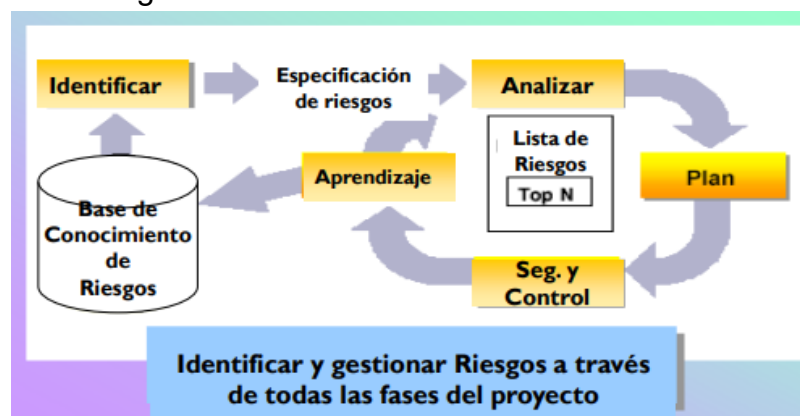 Identificar
Especificación
de riesgos
Analizar
Lista de
Riesgos
Top N
Plan
Aprendizaje
Base de
Conocimiento
de
Riesgos
Seg. y
Control
Identificar y gestionar Riesgos a través
de todas las fases del proyecto